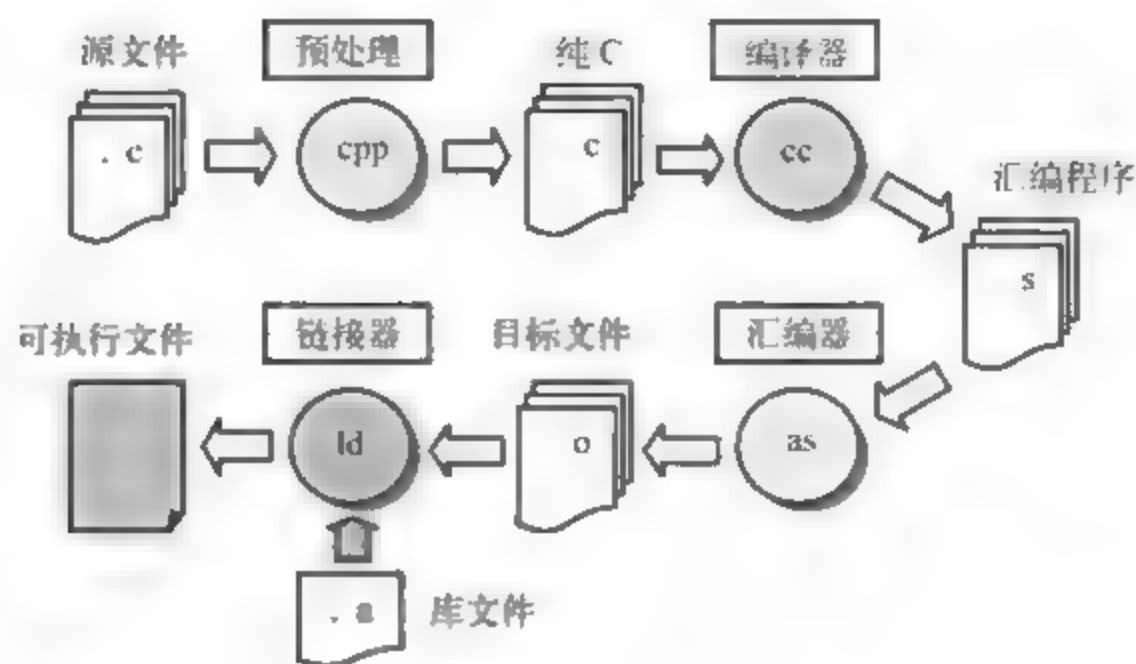 源文件
预处理
纯 C
编译器
. c
cpp
c
cc
汇编程序
s
可执行文件
链接器
目标文件
汇编器
ld
o
as
. a
库文件